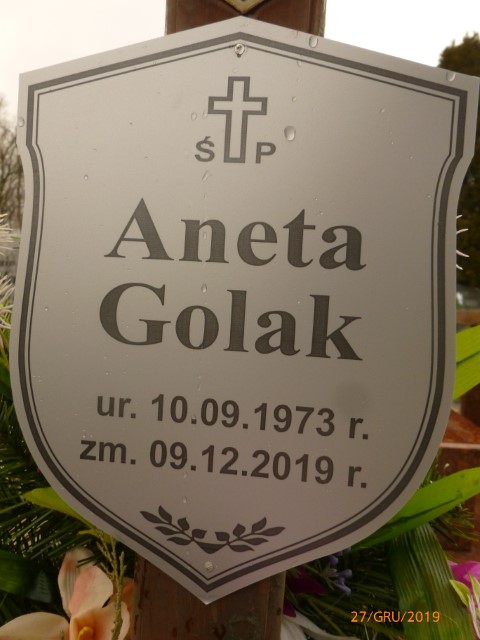 Ś P
Aneta
Golak
ur. 10.09.1973 r.
zm. 09.12.2019 r.
27/GRU/2019